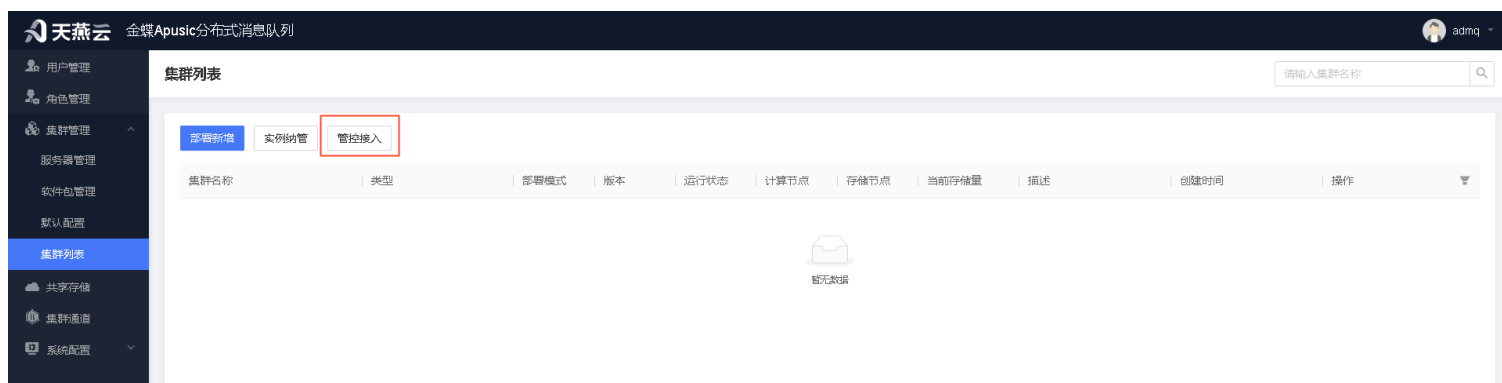 天燕云 金蝶Apusic分布式消息队列 admq
用户管理
角色管理
集群管理
服务器管理
软件包管理
默认配置
集群列表
共享存储
集群通道
系统配置
集群列表 请输入集群名称
部署新增 实例纳管 管控接入
集群名称 类型 部署模式 版本 运行状态 计算节点 存储节点 当前存储量 描述 创建时间 操作
暂无数据